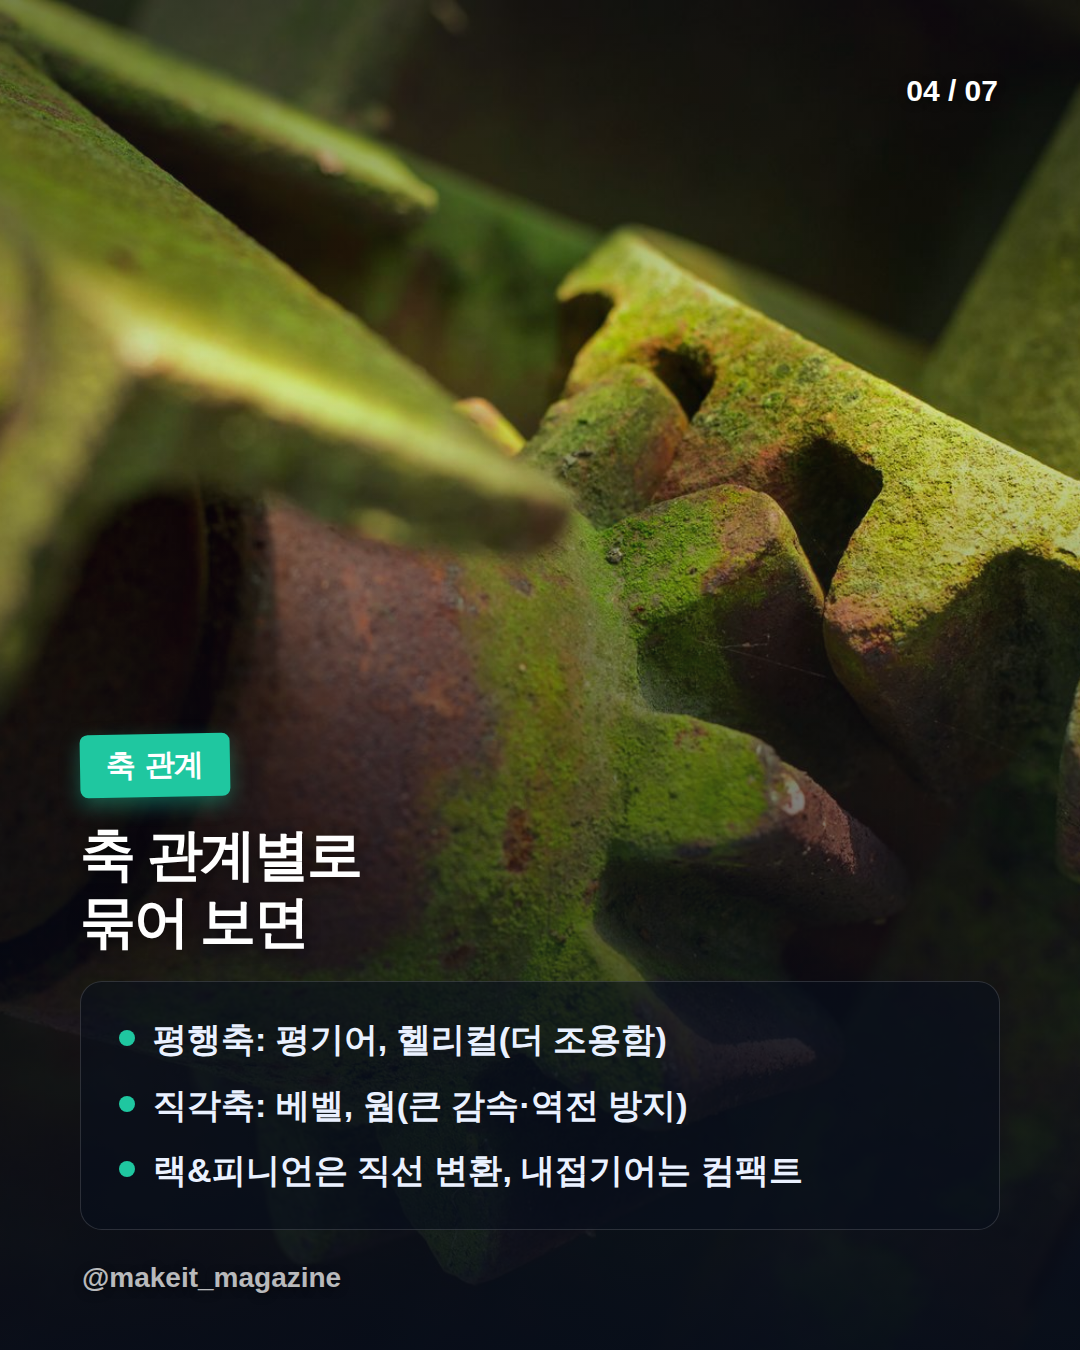 04 / 07
축 관계
축 관계별로
묶어 보면
평행축: 평기어, 헬리컬(더 조용함)
직각축: 베벨, 웜(큰 감속·역전 방지)
랙&피니언은 직선 변환, 내접기어는 컴팩트
@makeit_magazine